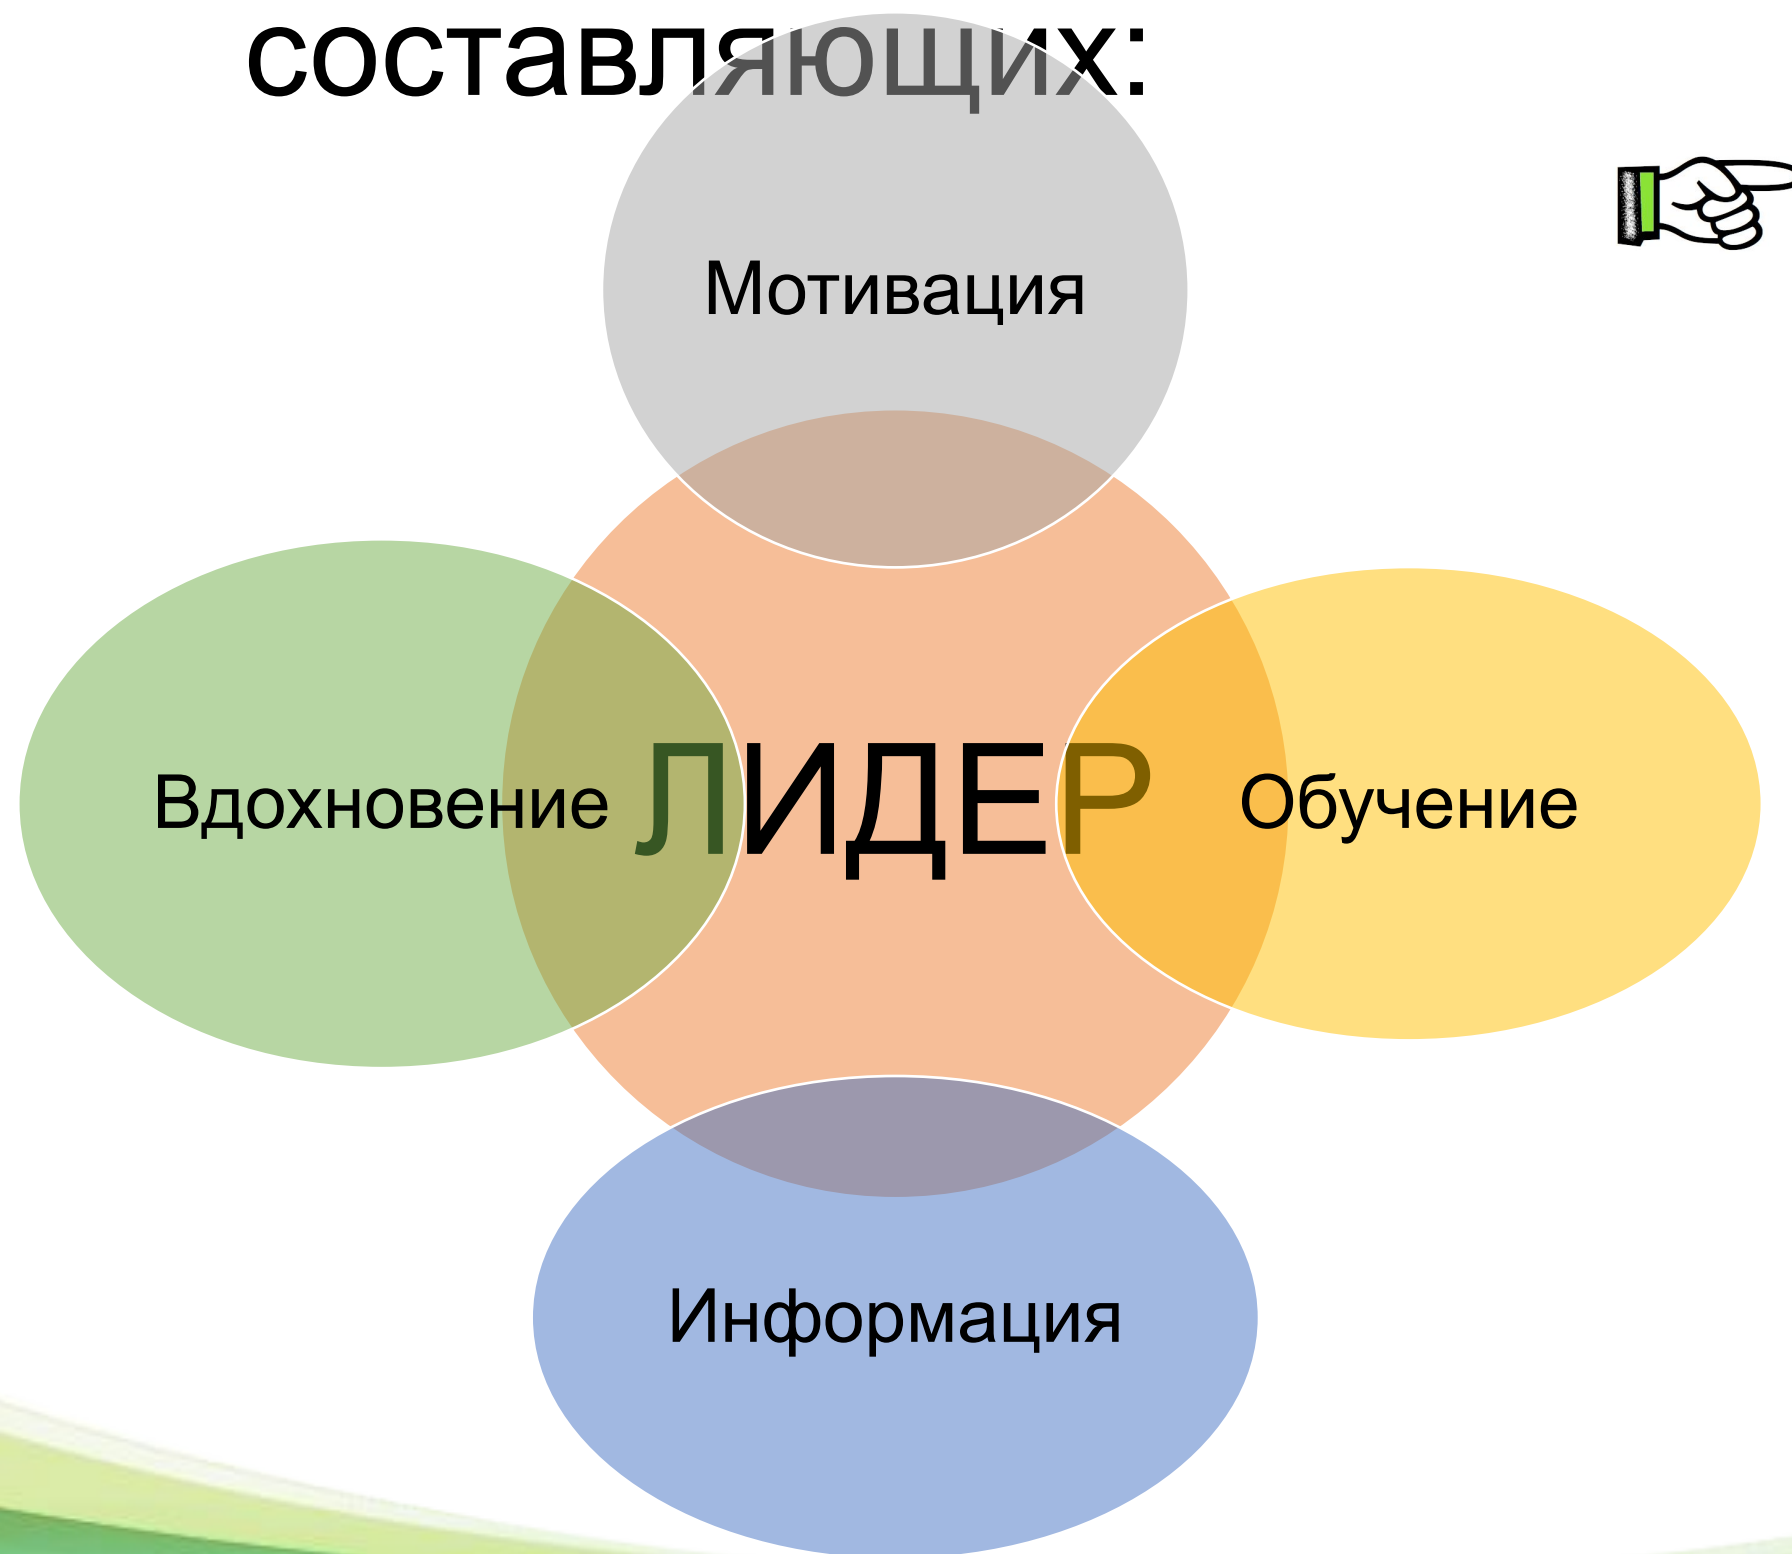 составляющих:
Мотивация
Вдохновение
ЛИДЕР
Обучение
Информация